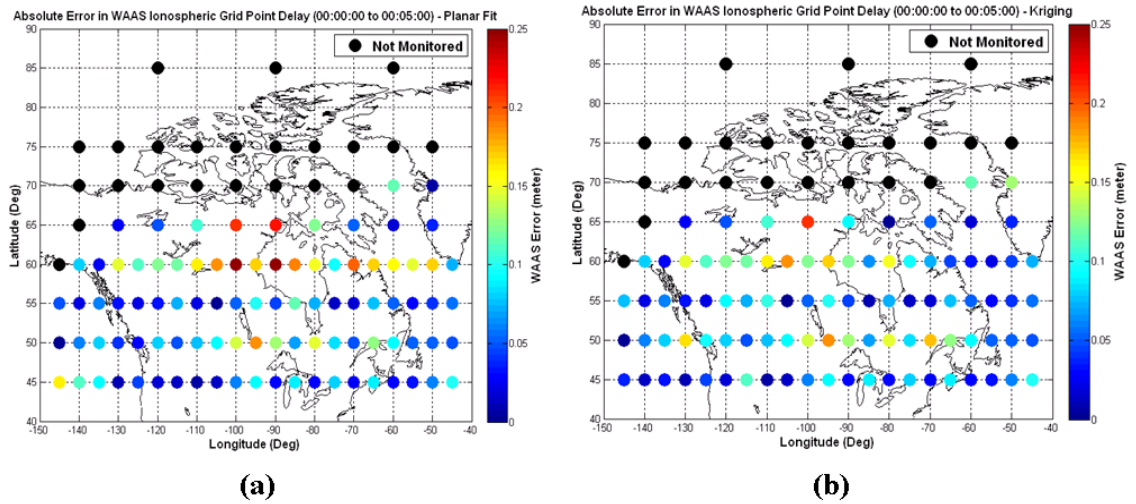 Absolute Error in WAAS Ionospheric Grid Point Delay (00:00:00 to 00:05:00) - Planar Fit
Not Monitored
90
85
80
75
70
65
60
55
50
45
40
Latitude (Deg)
-150 -140 -130 -120 -110 -100 -90 -80 -70 -60 -50 -40
Longitude (Deg)
0.25
0.2
0.15
0.1
0.05
0
WAAS Error (meter)
(a)
Absolute Error in WAAS Ionospheric Grid Point Delay (00:00:00 to 00:05:00) - Kriging
Not Monitored
90
85
80
75
70
65
60
55
50
45
40
Latitude (Deg)
-150 -140 -130 -120 -110 -100 -90 -80 -70 -60 -50 -40
Longitude (Deg)
0.25
0.2
0.15
0.1
0.05
0
WAAS Error (meter)
(b)